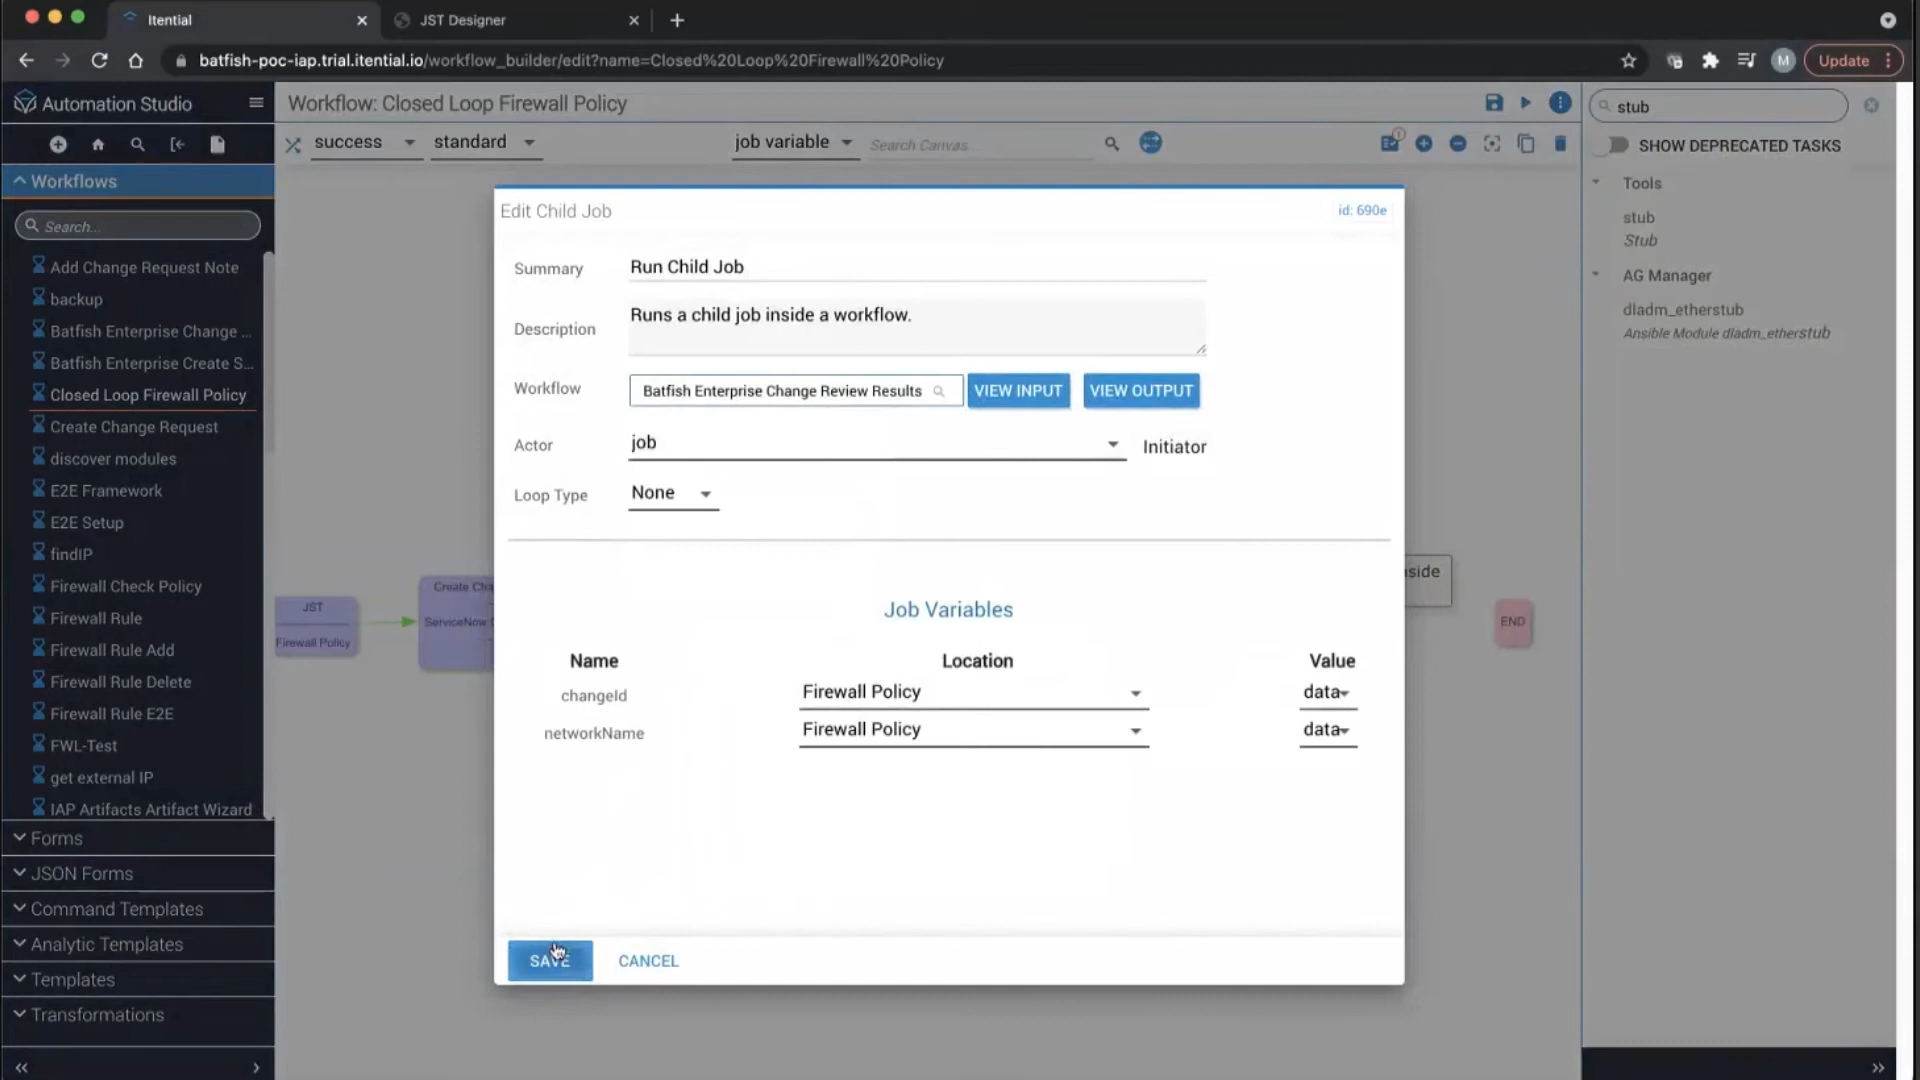 Itential
JST Designer
batfish-poc-iap.trial.itential.io/workflow_builder/edit?name=Closed%20Loop%20Firewall%20Policy
M
Update
Automation Studio
Workflow: Closed Loop Firewall Policy
stub
success
standard
job variable
Search Canvas...
SHOW DEPRECATED TASKS
Workflows
Search...
Add Change Request Note
backup
Batfish Enterprise Change ...
Batfish Enterprise Create S...
Closed Loop Firewall Policy
Create Change Request
discover modules
E2E Framework
E2E Setup
findIP
Firewall Check Policy
Firewall Rule
Firewall Rule Add
Firewall Rule Delete
Firewall Rule E2E
FWL-Test
get external IP
IAP Artifacts Artifact Wizard
Forms
JSON Forms
Command Templates
Analytic Templates
Templates
Transformations
JST
Firewall Policy
Create Cha
ServiceNow
Edit Child Job
id: 690e
Summary
Run Child Job
Description
Runs a child job inside a workflow.
Workflow
Batfish Enterprise Change Review Results
VIEW INPUT
VIEW OUTPUT
Actor
job
Initiator
Loop Type
None
Job Variables
Name
Location
Value
changeId
Firewall Policy
data
networkName
Firewall Policy
data
SAVE
CANCEL
END
Tools
stub
Stub
AG Manager
dladm_etherstub
Ansible Module dladm_etherstub